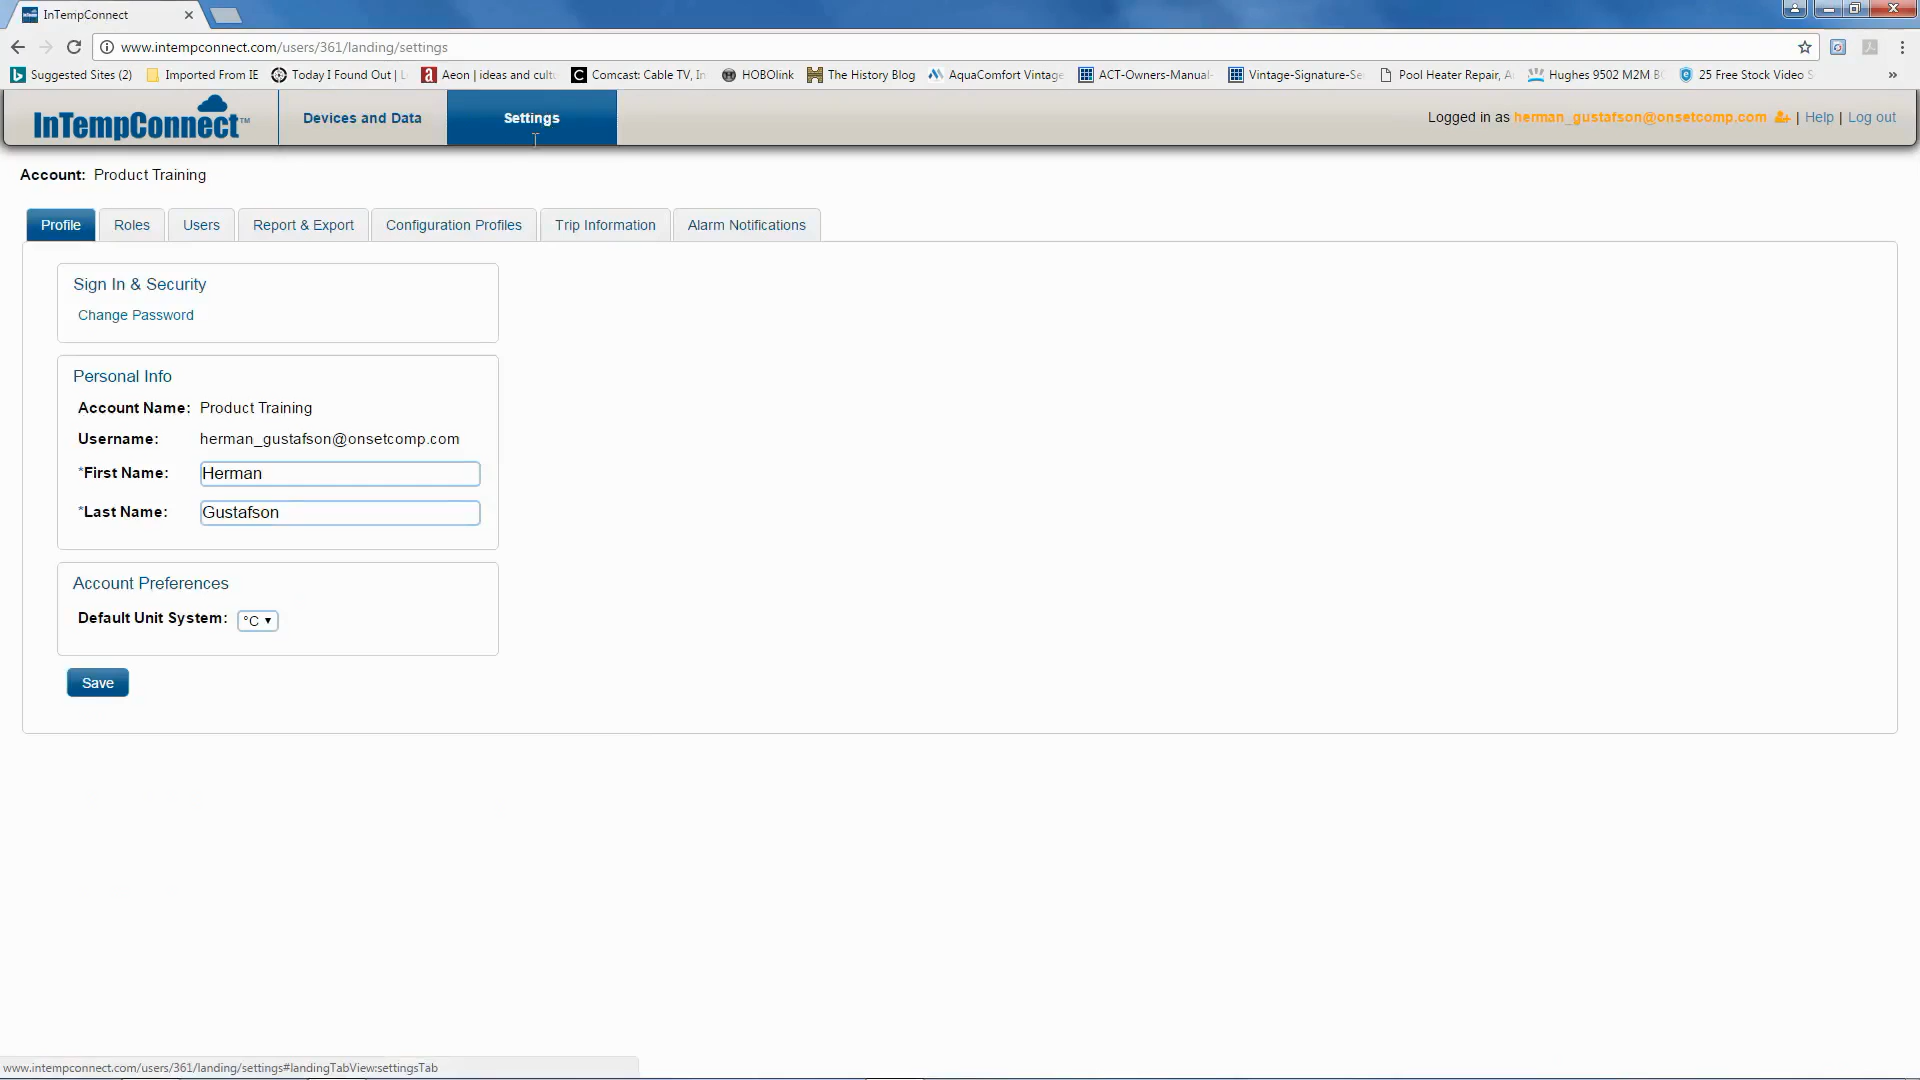 InTempConnect
www.intempconnect.com/users/361/landing/settings
Suggested Sites (2) Imported From IE Today I Found Out | Aeon | ideas and cultu Comcast: Cable TV, In HOBOlink The History Blog AquaComfort Vintage ACT-Owners-Manual- Vintage-Signature-Se Pool Heater Repair, A Hughes 9502 M2M BG 25 Free Stock Video S »
InTempConnect™ Devices and Data Settings Logged in as herman_gustafson@onsetcomp.com | Help | Log out
Account: Product Training
Profile Roles Users Report & Export Configuration Profiles Trip Information Alarm Notifications
Sign In & Security
Change Password
Personal Info
Account Name: Product Training
Username: herman_gustafson@onsetcomp.com
*First Name: Herman
*Last Name: Gustafson
Account Preferences
Default Unit System: °C
Save
www.intempconnect.com/users/361/landing/settings#landingTabView:settingsTab